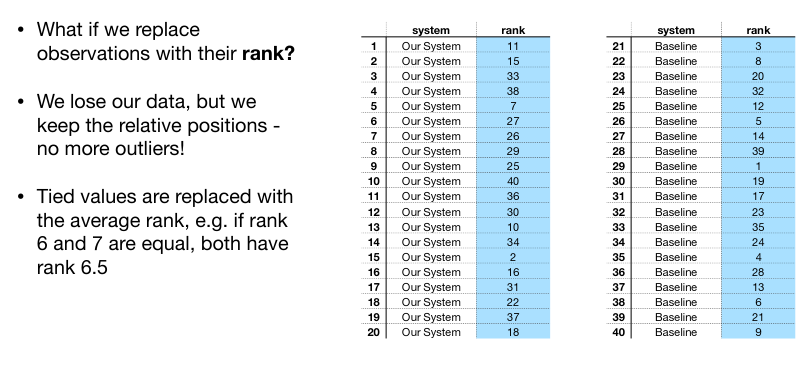 • What if we replace
observations with their rank?
• We lose our data, but we
keep the relative positions -
no more outliers!
• Tied values are replaced with
the average rank, e.g. if rank
6 and 7 are equal, both have
rank 6.5
system rank
1 Our System 11
2 Our System 15
3 Our System 33
4 Our System 38
5 Our System 7
6 Our System 27
7 Our System 26
8 Our System 29
9 Our System 25
10 Our System 40
11 Our System 36
12 Our System 30
13 Our System 10
14 Our System 34
15 Our System 2
16 Our System 16
17 Our System 31
18 Our System 22
19 Our System 37
20 Our System 18
system rank
21 Baseline 3
22 Baseline 8
23 Baseline 20
24 Baseline 32
25 Baseline 12
26 Baseline 5
27 Baseline 14
28 Baseline 39
29 Baseline 1
30 Baseline 19
31 Baseline 17
32 Baseline 23
33 Baseline 35
34 Baseline 24
35 Baseline 4
36 Baseline 28
37 Baseline 13
38 Baseline 6
39 Baseline 21
40 Baseline 9